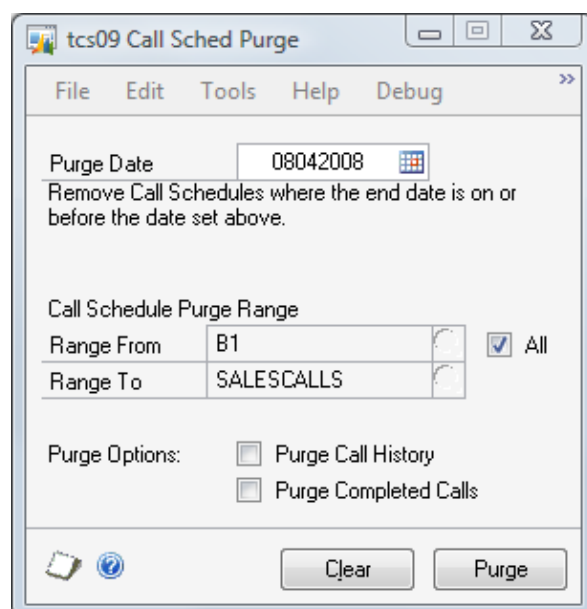 tcs09 Call Sched Purge
File Edit Tools Help Debug »
Purge Date 08042008
Remove Call Schedules where the end date is on or
before the date set above.
Call Schedule Purge Range
Range From B1 All
Range To SALESCALLS
Purge Options: Purge Call History
Purge Completed Calls
Clear Purge